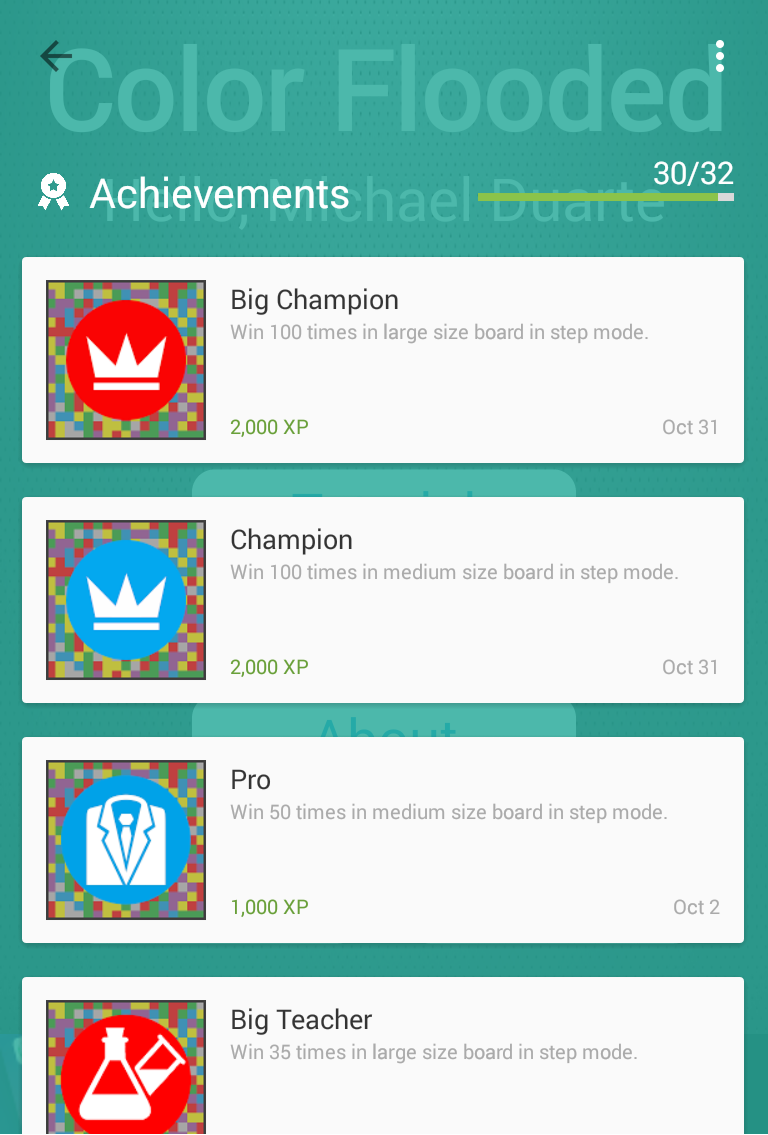 Color Flooded
Hello, Michael Duarte
Achievements
30/32
Big Champion
Win 100 times in large size board in step mode.
2,000 XP
Oct 31
Champion
Win 100 times in medium size board in step mode.
2,000 XP
Oct 31
About
Pro
Win 50 times in medium size board in step mode.
1,000 XP
Oct 2
Big Teacher
Win 35 times in large size board in step mode.